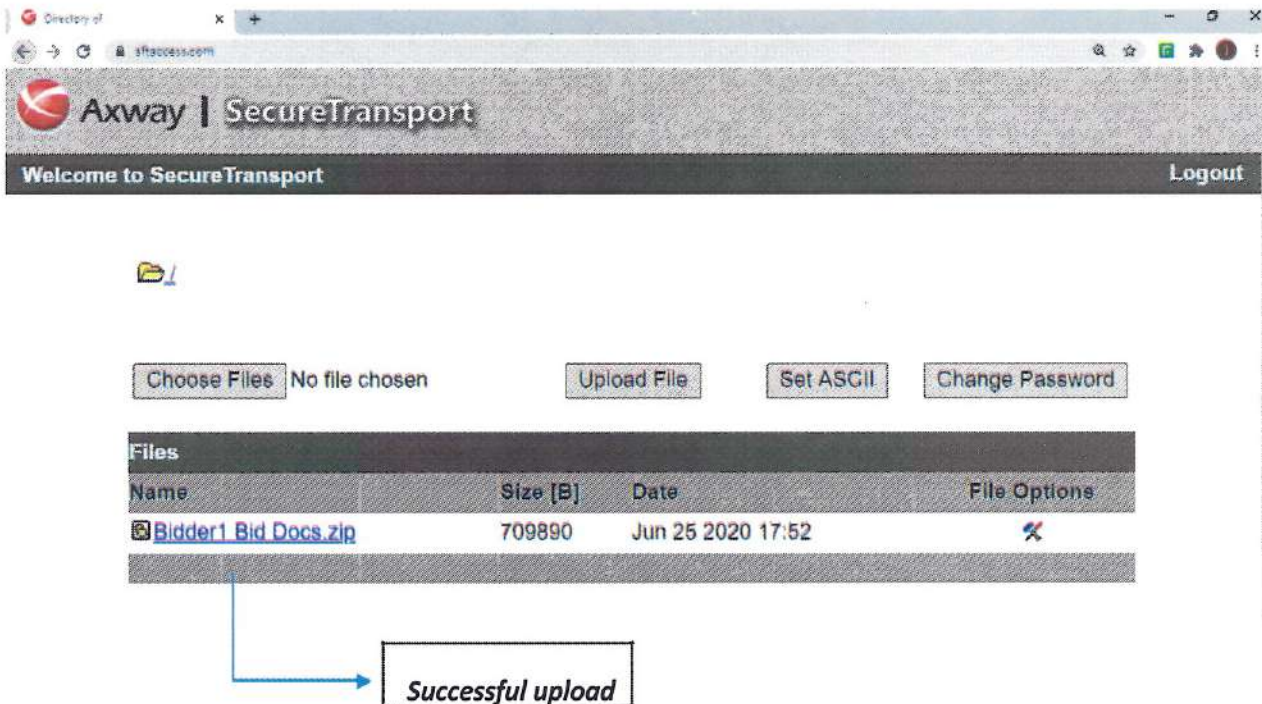 Directory of
sftaccess.com
Axway | SecureTransport
Welcome to SecureTransport Logout
/
Choose Files No file chosen Upload File Set ASCII Change Password
Files
Name Size [B] Date File Options
Bidder1 Bid Docs.zip 709890 Jun 25 2020 17:52
Successful upload